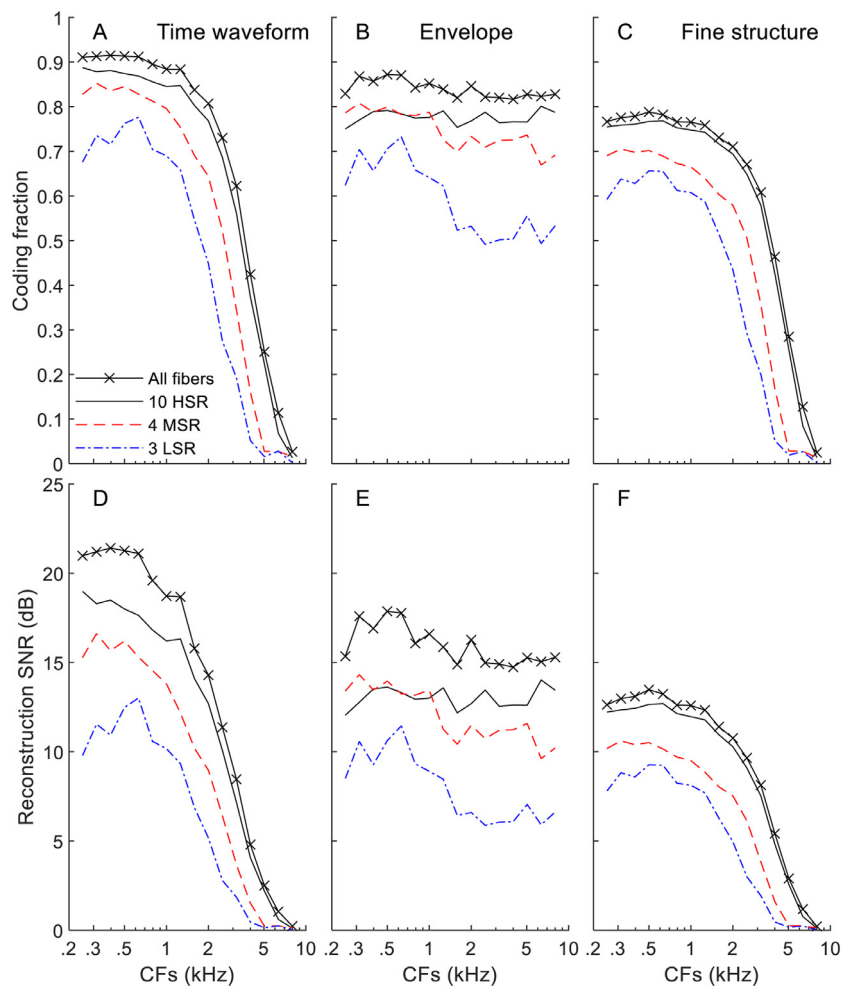 A Time waveform
B Envelope
C Fine structure
Coding fraction
1
0.9
0.8
0.7
0.6
0.5
0.4
0.3
0.2
0.1
0
All fibers
10 HSR
4 MSR
3 LSR
D
E
F
Reconstruction SNR (dB)
25
20
15
10
5
0
.2 .3 .5 1 2 5 10
.2 .3 .5 1 2 5 10
.2 .3 .5 1 2 5 10
CFs (kHz)
CFs (kHz)
CFs (kHz)